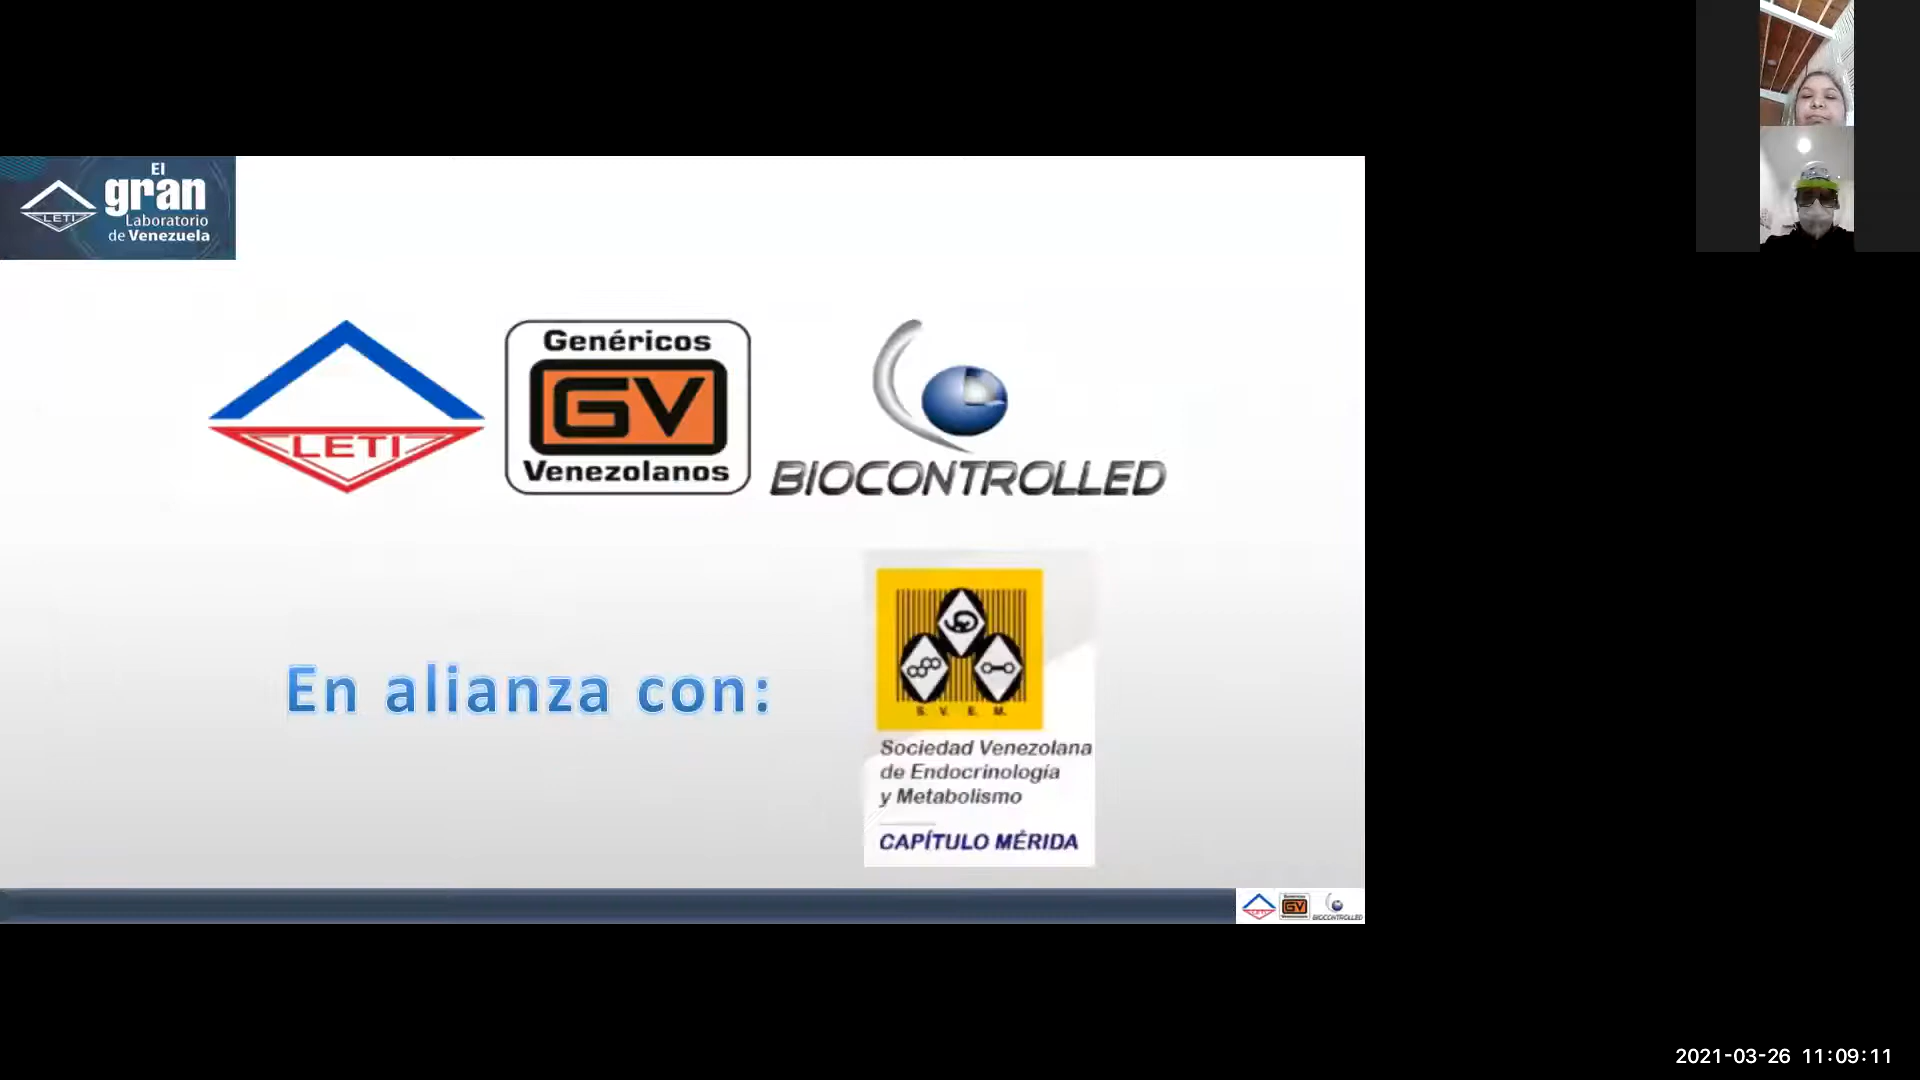 El
gran
Laboratorio
de Venezuela
LETI
LETI
Genéricos
GV
Venezolanos
BIOCONTROLLED
En alianza con:
S. V. E. M.
Sociedad Venezolana
de Endocrinología
y Metabolismo
CAPÍTULO MÉRIDA
GV
BIOCONTROLLED
2021-03-26 11:09:11